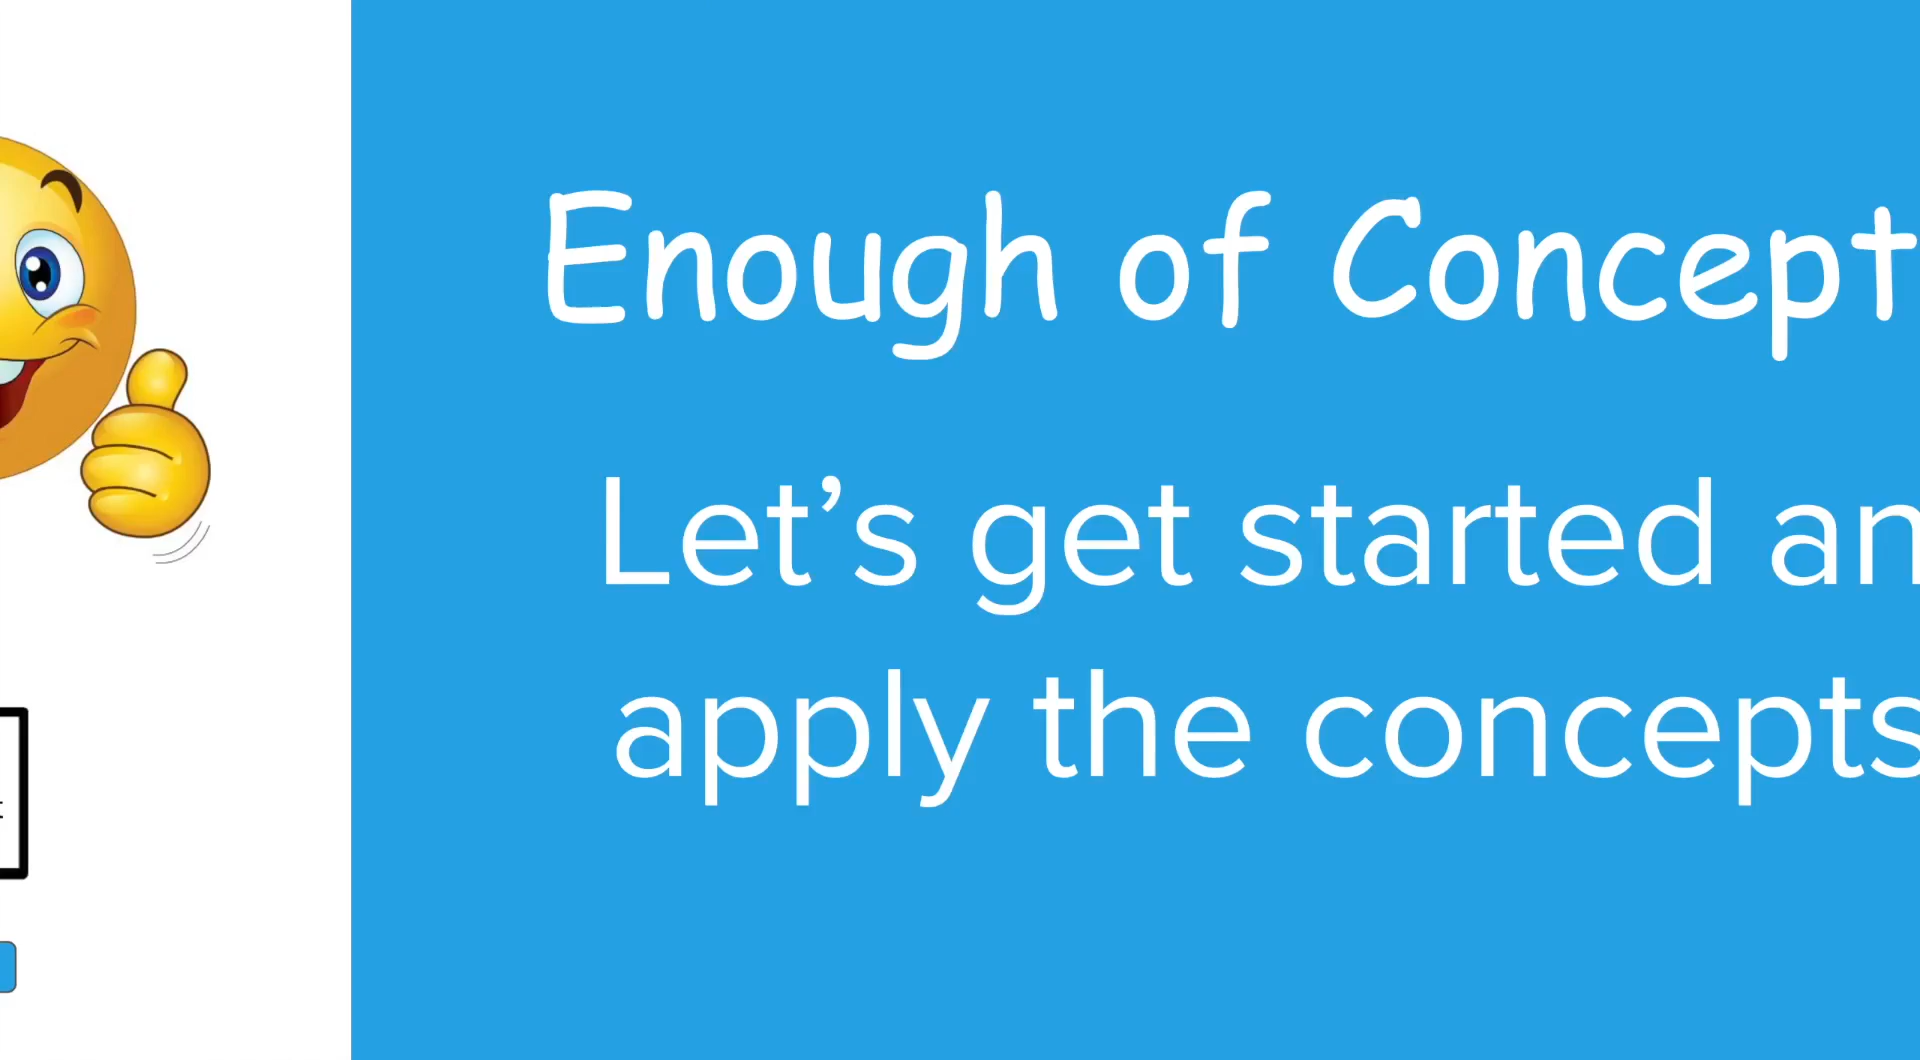 Enough of Concept
Let’s get started an
apply the concepts